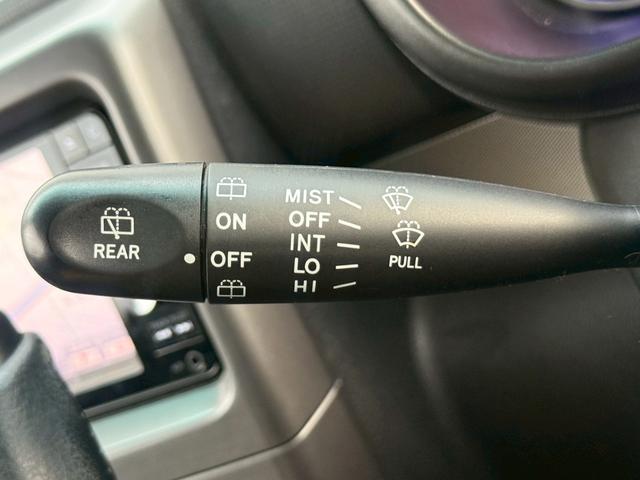 REAR
ON
OFF
MIST
OFF
INT
LO
HI
PULL